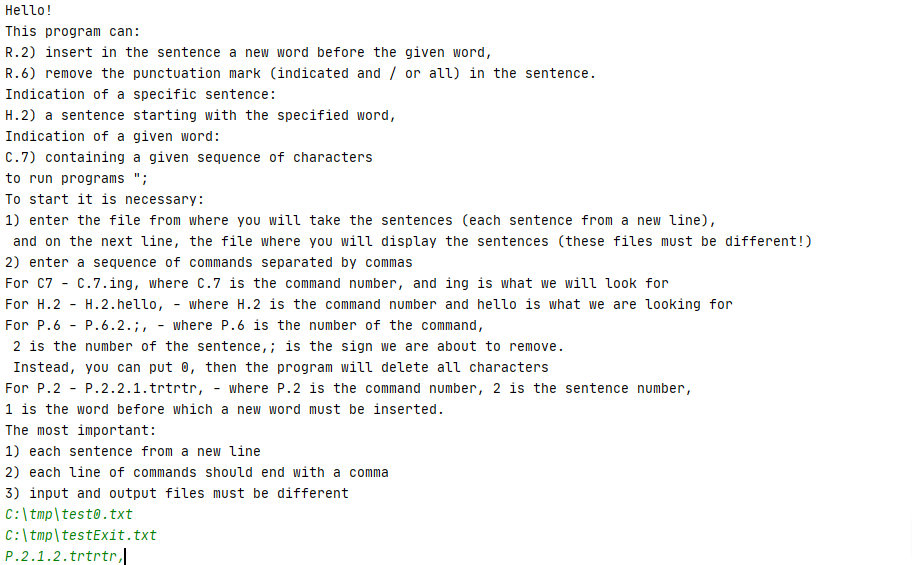 Hello!
This program can:
R.2) insert in the sentence a new word before the given word,
R.6) remove the punctuation mark (indicated and / or all) in the sentence.
Indication of a specific sentence:
H.2) a sentence starting with the specified word,
Indication of a given word:
C.7) containing a given sequence of characters
to run programs ";
To start it is necessary:
1) enter the file from where you will take the sentences (each sentence from a new line),
 and on the next line, the file where you will display the sentences (these files must be different!)
2) enter a sequence of commands separated by commas
For C7 - C.7.ing, where C.7 is the command number, and ing is what we will look for
For H.2 - H.2.hello, - where H.2 is the command number and hello is what we are looking for
For P.6 - P.6.2.;, - where P.6 is the number of the command,
 2 is the number of the sentence,; is the sign we are about to remove.
 Instead, you can put 0, then the program will delete all characters
For P.2 - P.2.2.1.trtrtr, - where P.2 is the command number, 2 is the sentence number,
1 is the word before which a new word must be inserted.
The most important:
1) each sentence from a new line
2) each line of commands should end with a comma
3) input and output files must be different
C:\tmp\test0.txt
C:\tmp\testExit.txt
P.2.1.2.trtrtr,